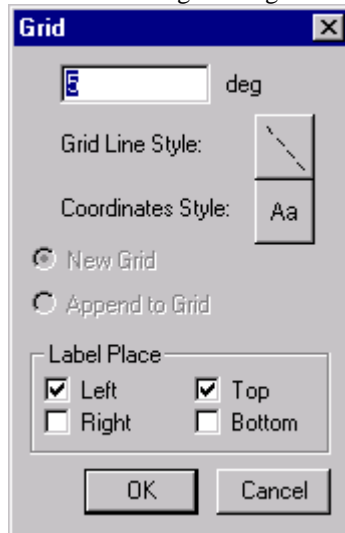 Grid
5 deg
Grid Line Style:
Coordinates Style: Aa
New Grid
Append to Grid
Label Place
Left Top
Right Bottom
OK Cancel